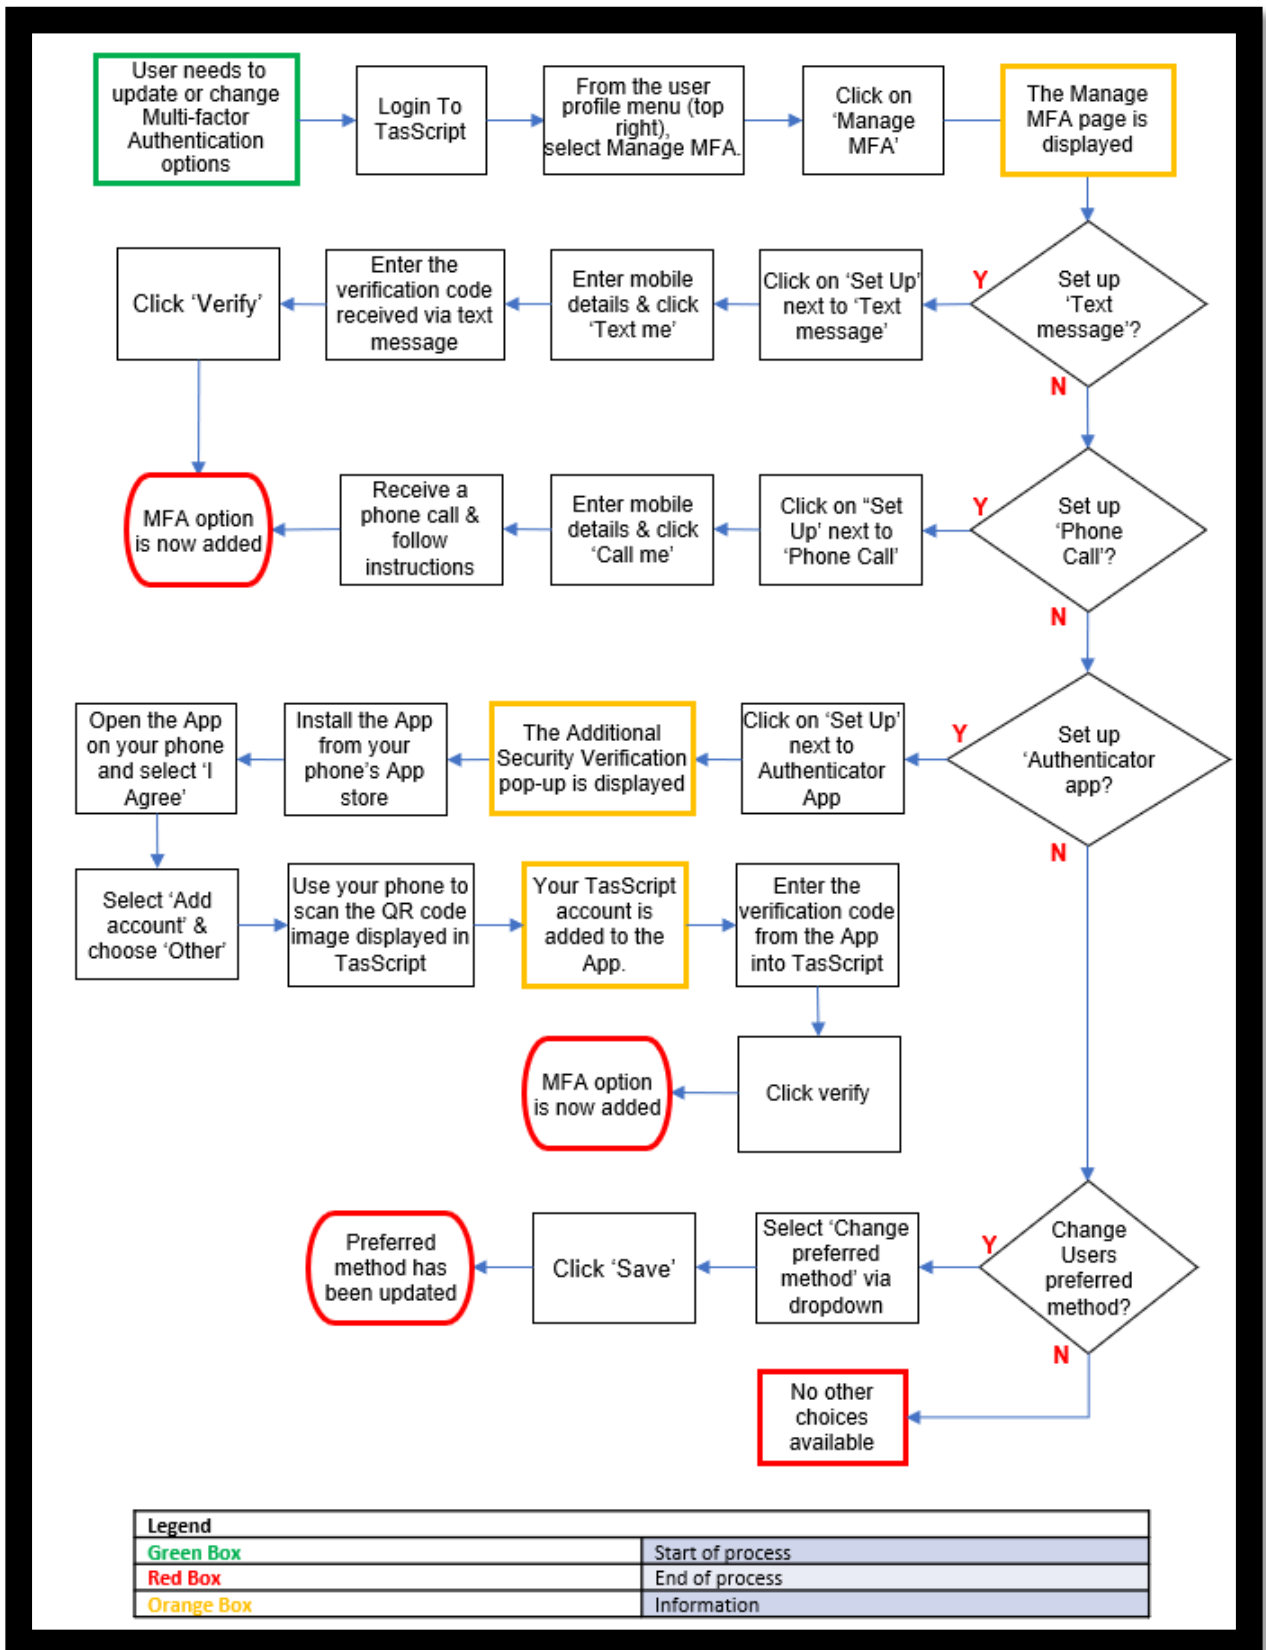 User needs to
update or change
Multi-factor
Authentication
options
Login To
TasScript
From the user
profile menu (top
right),
select Manage MFA.
Click on
‘Manage
MFA’
The Manage
MFA page is
displayed
Set up
‘Text
message’?
Y
N
Click on ‘Set Up’
next to ‘Text
message’
Enter mobile
details & click
‘Text me’
Enter the
verification code
received via text
message
Click ‘Verify’
Set up
‘Phone
Call’?
Y
N
Click on “Set
Up’ next to
‘Phone Call’
Enter mobile
details & click
‘Call me’
Receive a
phone call &
follow
instructions
MFA option
is now added
Set up
‘Authenticator
app?
Y
N
Click on ‘Set Up’
next to
Authenticator
App
The Additional
Security Verification
pop-up is displayed
Install the App
from your
phone’s App
store
Open the App
on your phone
and select ‘I
Agree’
Select ‘Add
account’ &
choose ‘Other’
Use your phone to
scan the QR code
image displayed in
TasScript
Your TasScript
account is
added to the
App.
Enter the
verification code
from the App
into TasScript
Click verify
MFA option
is now added
Change
Users
preferred
method?
Y
N
Select ‘Change
preferred
method’ via
dropdown
Click ‘Save’
Preferred
method has
been updated
No other
choices
available
Legend
Green Box
Start of process
Red Box
End of process
Orange Box
Information